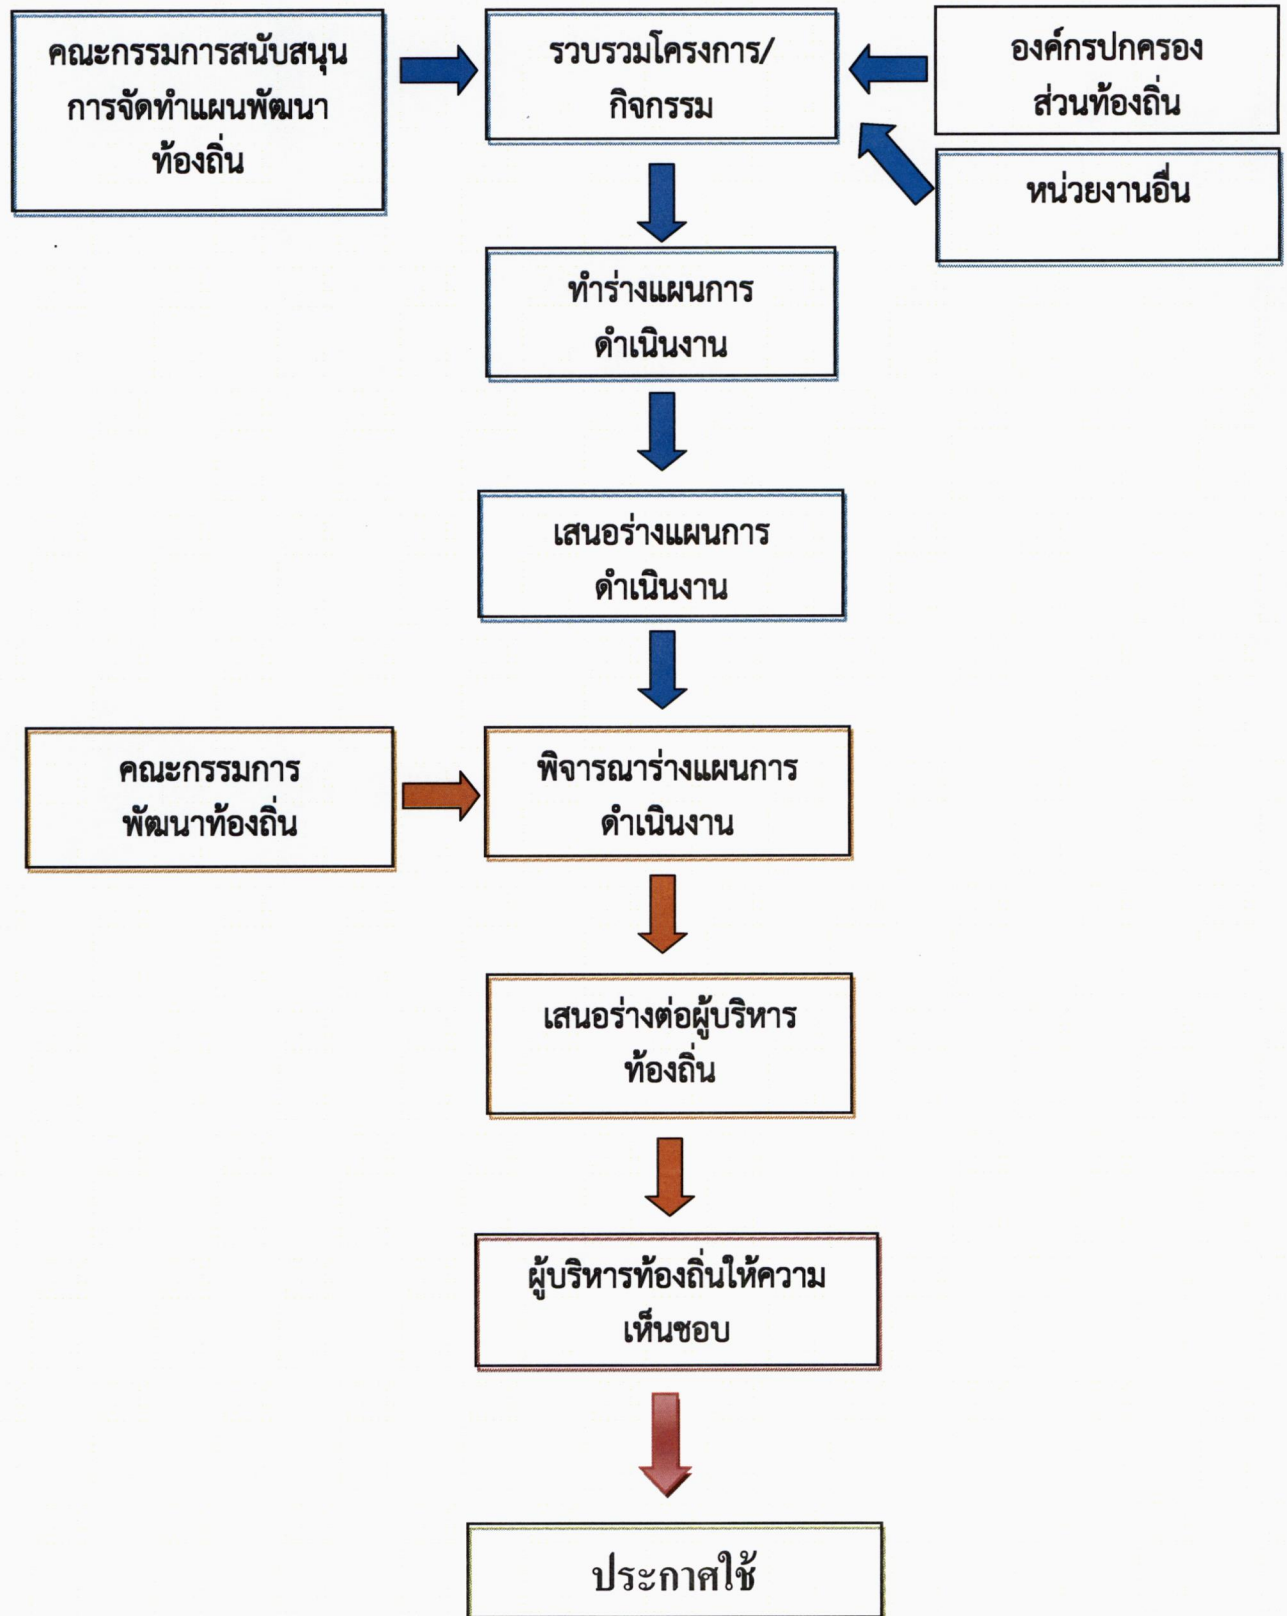 คณะกรรมการสนับสนุน
การจัดทำแผนพัฒนา
ท้องถิ่น
รวบรวมโครงการ/
กิจกรรม
องค์กรปกครอง
ส่วนท้องถิ่น
หน่วยงานอื่น
ทำร่างแผนการ
ดำเนินงาน
เสนอร่างแผนการ
ดำเนินงาน
คณะกรรมการ
พัฒนาท้องถิ่น
พิจารณาร่างแผนการ
ดำเนินงาน
เสนอร่างต่อผู้บริหาร
ท้องถิ่น
ผู้บริหารท้องถิ่นให้ความ
เห็นชอบ
ประกาศใช้